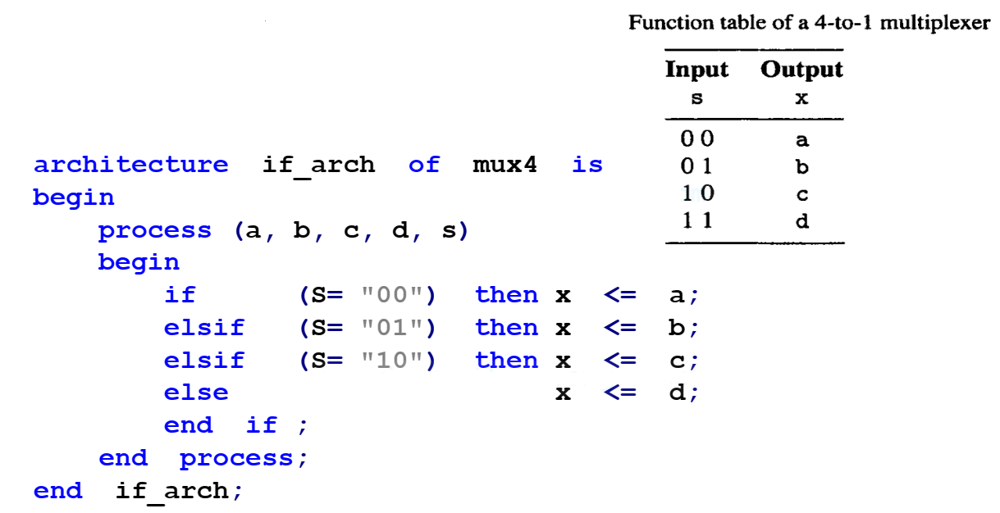 Function table of a 4-to-1 multiplexer
Input Output
s x
0 0 a
0 1 b
1 0 c
1 1 d
architecture if_arch of mux4 is
begin
process (a, b, c, d, s)
begin
if (S= "00") then x <= a;
elsif (S= "01") then x <= b;
elsif (S= "10") then x <= c;
else x <= d;
end if ;
end process;
end if_arch;